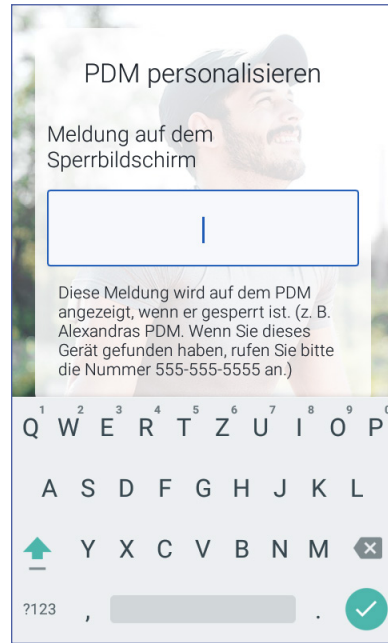 PDM personalisieren
Meldung auf dem
Sperrbildschirm
Diese Meldung wird auf dem PDM
angezeigt, wenn er gesperrt ist. (z. B.
Alexandras PDM. Wenn Sie dieses
Gerät gefunden haben, rufen Sie bitte
die Nummer 555-555-5555 an.)
1 2 3 4 5 6 7 8 9 0
Q W E R T Z U I O P
A S D F G H J K L
Y X C V B N M
?123 , .